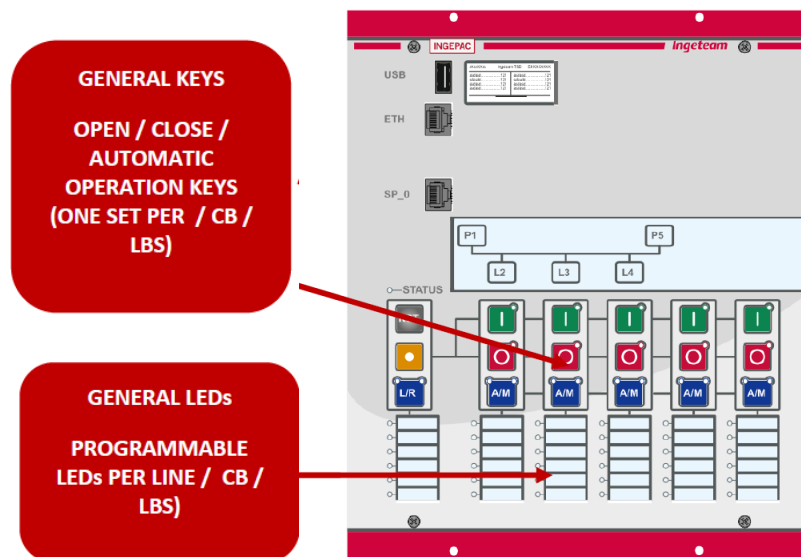 GENERAL KEYS
OPEN / CLOSE /
AUTOMATIC
OPERATION KEYS
(ONE SET PER / CB /
LBS)
GENERAL LEDs
PROGRAMMABLE
LEDs PER LINE / CB /
LBS)
INGEPAC
Ingeteam
USB
ETH
SP_0
P1
P5
L2
L3
L4
STATUS
I I I I I
O O O O O
L/R A/M A/M A/M A/M A/M